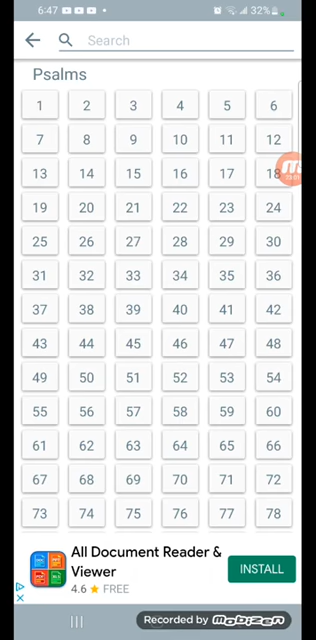 6:47
32%
Search
Psalms
1 2 3 4 5 6
7 8 9 10 11 12
13 14 15 16 17 18
19 20 21 22 23 24
25 26 27 28 29 30
31 32 33 34 35 36
37 38 39 40 41 42
43 44 45 46 47 48
49 50 51 52 53 54
55 56 57 58 59 60
61 62 63 64 65 66
67 68 69 70 71 72
73 74 75 76 77 78
All Document Reader &
Viewer
4.6 ★ FREE
INSTALL
Recorded by Mobizen